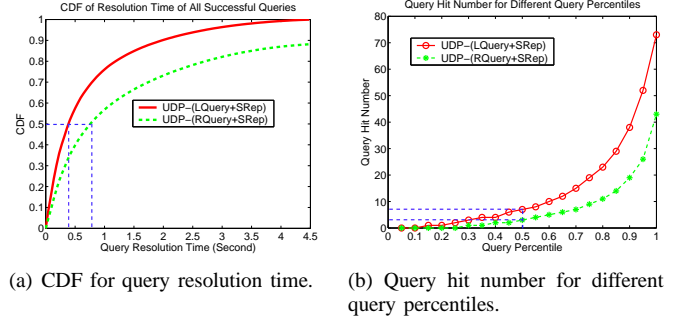 CDF of Resolution Time of All Successful Queries
1
0.9
0.8
0.7
0.6
0.5
0.4
0.3
0.2
0.1
0
CDF
UDP−(LQuery+SRep)
UDP−(RQuery+SRep)
0 0.5 1 1.5 2 2.5 3 3.5 4 4.5
Query Resolution Time (Second)
(a) CDF for query resolution time.
Query Hit Number for Different Query Percentiles
80
70
60
50
40
30
20
10
0
Query Hit Number
UDP−(LQuery+SRep)
UDP−(RQuery+SRep)
0 0.1 0.2 0.3 0.4 0.5 0.6 0.7 0.8 0.9 1
Query Percentile
(b) Query hit number for different
query percentiles.